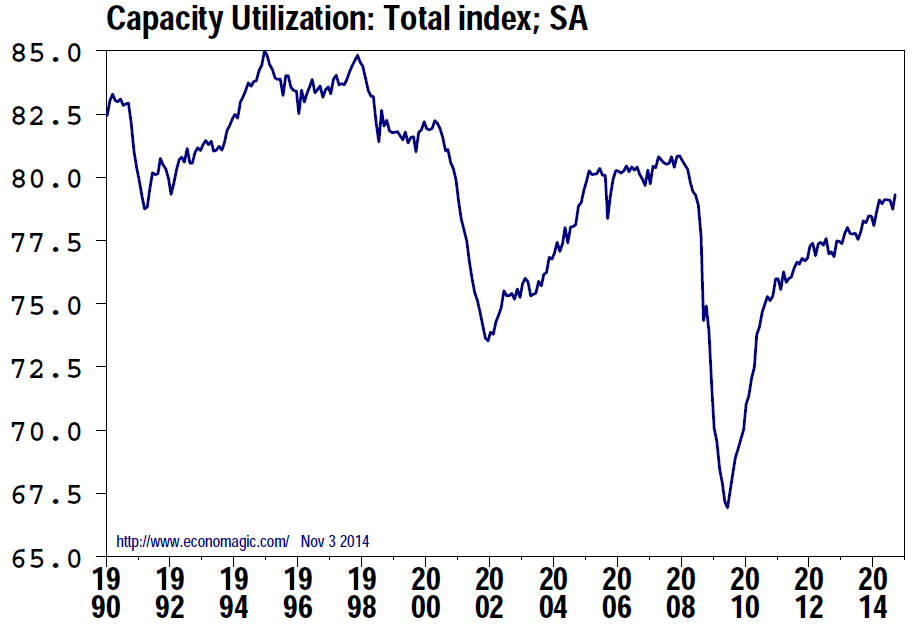 Capacity Utilization: Total index; SA
85.0
82.5
80.0
77.5
75.0
72.5
70.0
67.5
65.0
http://www.economagic.com/ Nov 3 2014
19 19 19 19 19 20 20 20 20 20 20 20 20
90 92 94 96 98 00 02 04 06 08 10 12 14